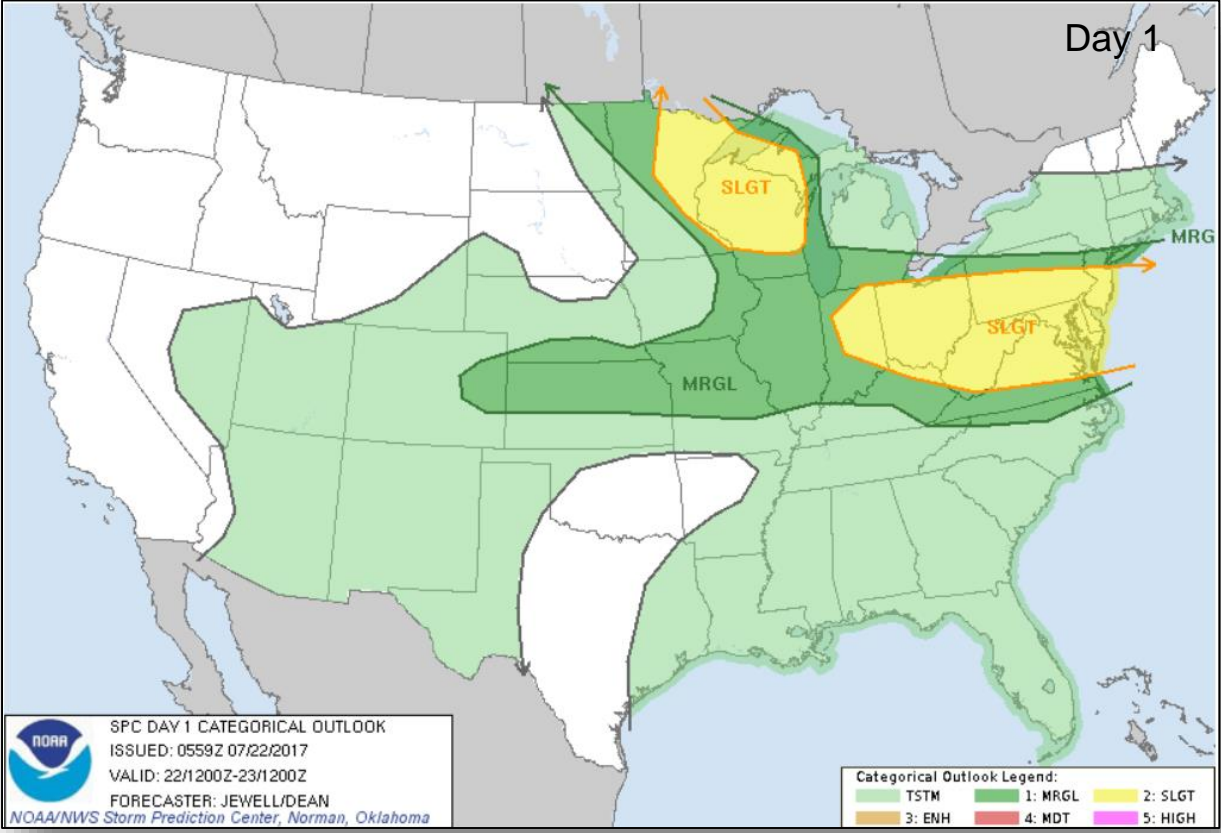 Day 1
SLGT
MRG
SLGT
MRGL
NOAA
SPC DAY 1 CATEGORICAL OUTLOOK
ISSUED: 0559Z 07/22/2017
VALID: 22/1200Z-23/1200Z
FORECASTER: JEWELL/DEAN
NOAA/NWS Storm Prediction Center, Norman, Oklahoma
Categorical Outlook Legend:
TSTM 1: MRGL 2: SLGT
3: ENH 4: MDT 5: HIGH